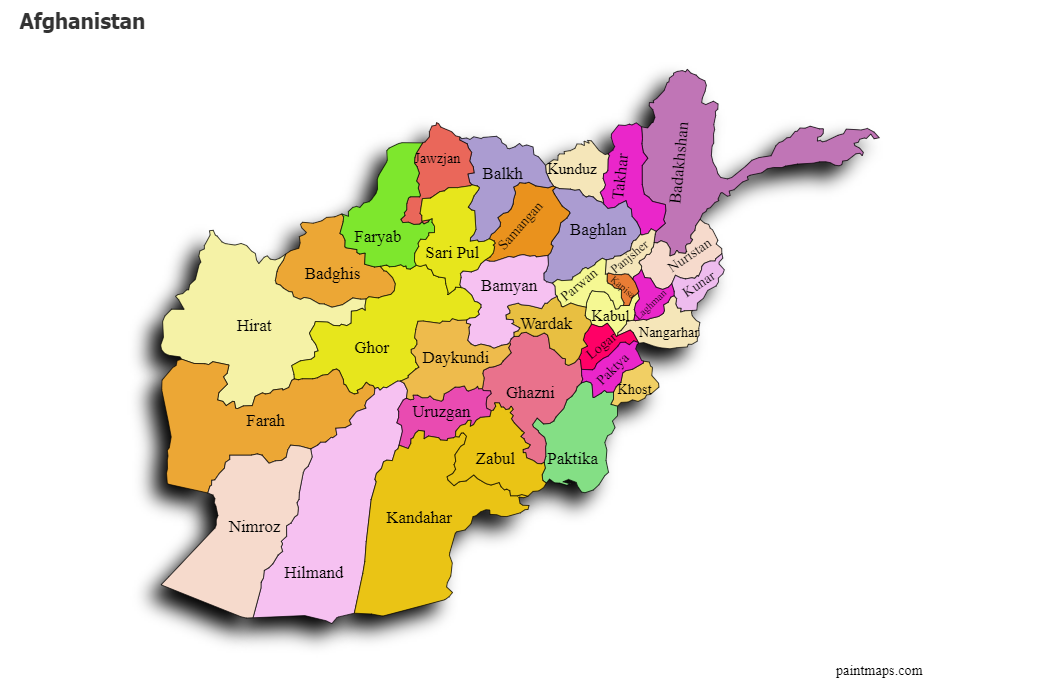 Afghanistan
Jawzjan
Balkh
Kunduz
Takhar
Badakhshan
Faryab
Sari Pul
Samangan
Baghlan
Badghis
Bamyan
Parwan
Panjsher
Nuristan
Kapisa
Laghman
Kunar
Hirat
Ghor
Daykundi
Wardak
Kabul
Nangarhar
Logar
Paktya
Khost
Farah
Uruzgan
Ghazni
Zabul
Paktika
Nimroz
Hilmand
Kandahar
paintmaps.com